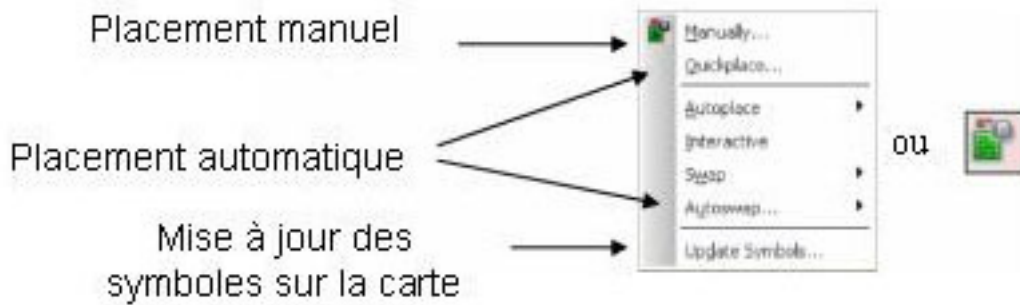 Placement manuel
Manually...
Quickplace...
Placement automatique
Autoplace
Interactive
Swap
Autoswap...
ou
Mise à jour des
symboles sur la carte
Update Symbols...